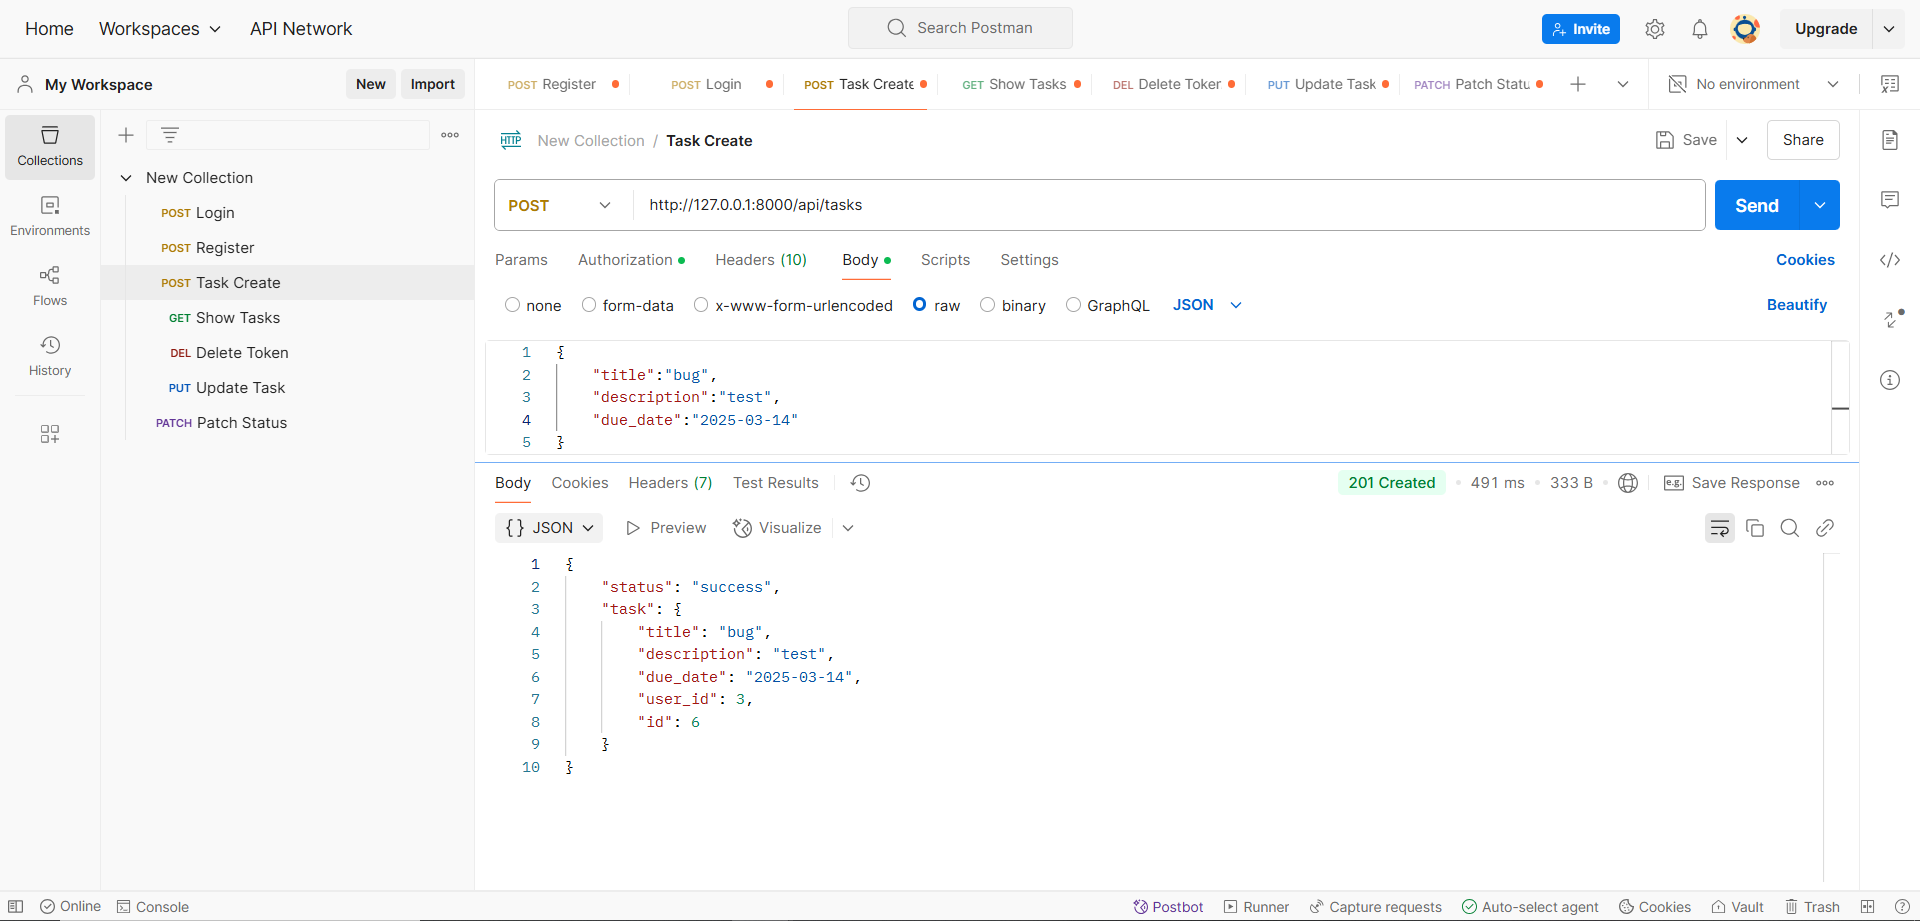 Home Workspaces API Network Search Postman Invite Upgrade
My Workspace New Import POST Register POST Login POST Task Create GET Show Tasks DEL Delete Token PUT Update Task PATCH Patch Statu No environment
Collections
Environments
Flows
History
New Collection
POST Login
POST Register
POST Task Create
GET Show Tasks
DEL Delete Token
PUT Update Task
PATCH Patch Status
HTTP New Collection / Task Create Save Share
POST http://127.0.0.1:8000/api/tasks Send
Params Authorization Headers (10) Body Scripts Settings Cookies
none form-data x-www-form-urlencoded raw binary GraphQL JSON Beautify
1 {
2 "title":"bug",
3 "description":"test",
4 "due_date":"2025-03-14"
5 }
Body Cookies Headers (7) Test Results 201 Created 491 ms 333 B e.g. Save Response
{} JSON Preview Visualize
1 {
2 "status": "success",
3 "task": {
4 "title": "bug",
5 "description": "test",
6 "due_date": "2025-03-14",
7 "user_id": 3,
8 "id": 6
9 }
10 }
Online Console Postbot Runner Capture requests Auto-select agent Cookies Vault Trash